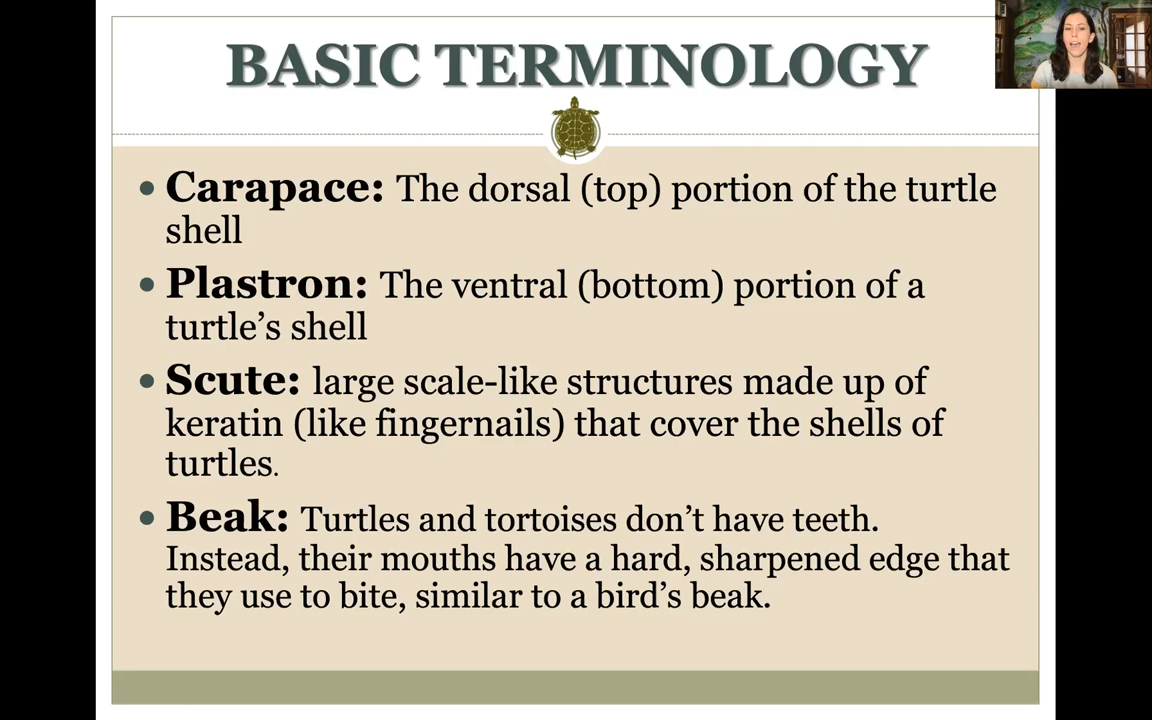 BASIC TERMINOLOGY
• Carapace: The dorsal (top) portion of the turtle
shell
• Plastron: The ventral (bottom) portion of a
turtle’s shell
• Scute: large scale-like structures made up of
keratin (like fingernails) that cover the shells of
turtles.
• Beak: Turtles and tortoises don’t have teeth.
Instead, their mouths have a hard, sharpened edge that
they use to bite, similar to a bird’s beak.